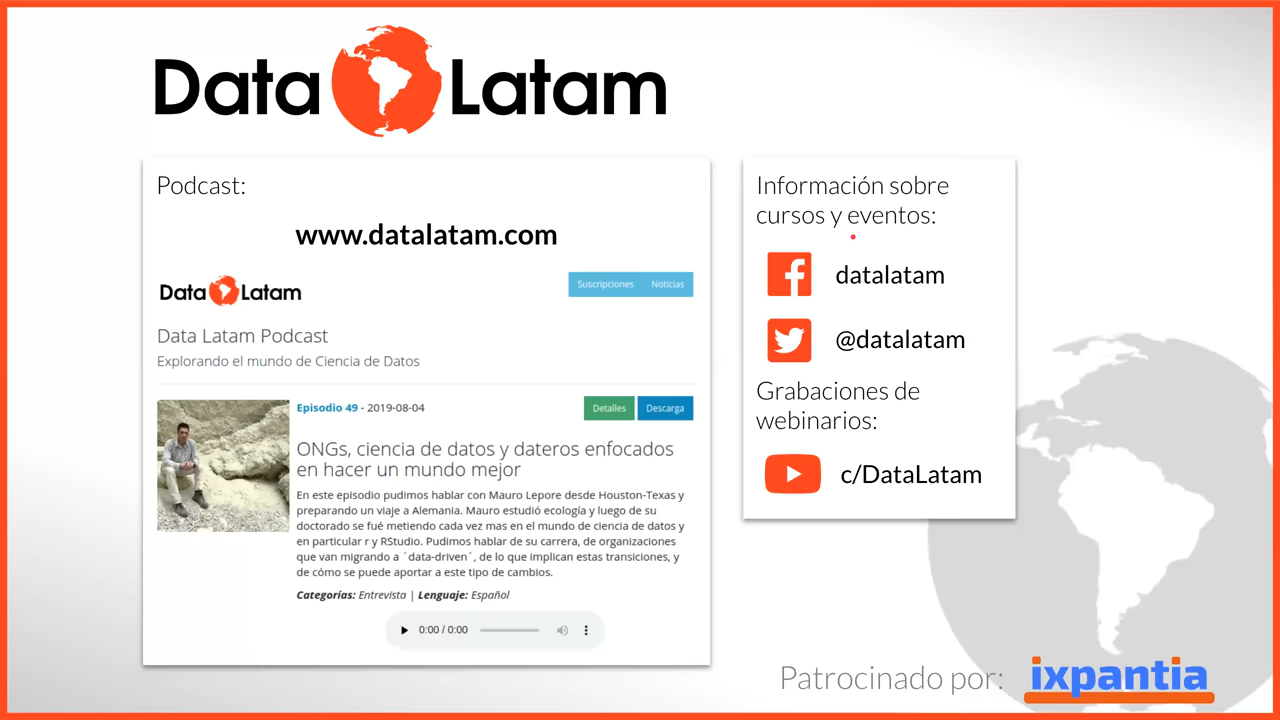 Data Latam
Podcast:
www.datalatam.com
Data Latam
Suscripciones Noticias
Data Latam Podcast
Explorando el mundo de Ciencia de Datos
Episodio 49 - 2019-08-04
Detalles Descarga
ONGs, ciencia de datos y dateros enfocados
en hacer un mundo mejor
En este episodio pudimos hablar con Mauro Lepore desde Houston-Texas y
preparando un viaje a Alemania. Mauro estudió ecología y luego de su
doctorado se fué metiendo cada vez mas en el mundo de ciencia de datos y
en particular r y RStudio. Pudimos hablar de su carrera, de organizaciones
que van migrando a ´data-driven´, de lo que implican estas transiciones, y
de cómo se puede aportar a este tipo de cambios.
Categorías: Entrevista | Lenguaje: Español
0:00 / 0:00
Información sobre
cursos y eventos:
datalatam
@datalatam
Grabaciones de
webinarios:
c/DataLatam
Patrocinado por: ixpantia